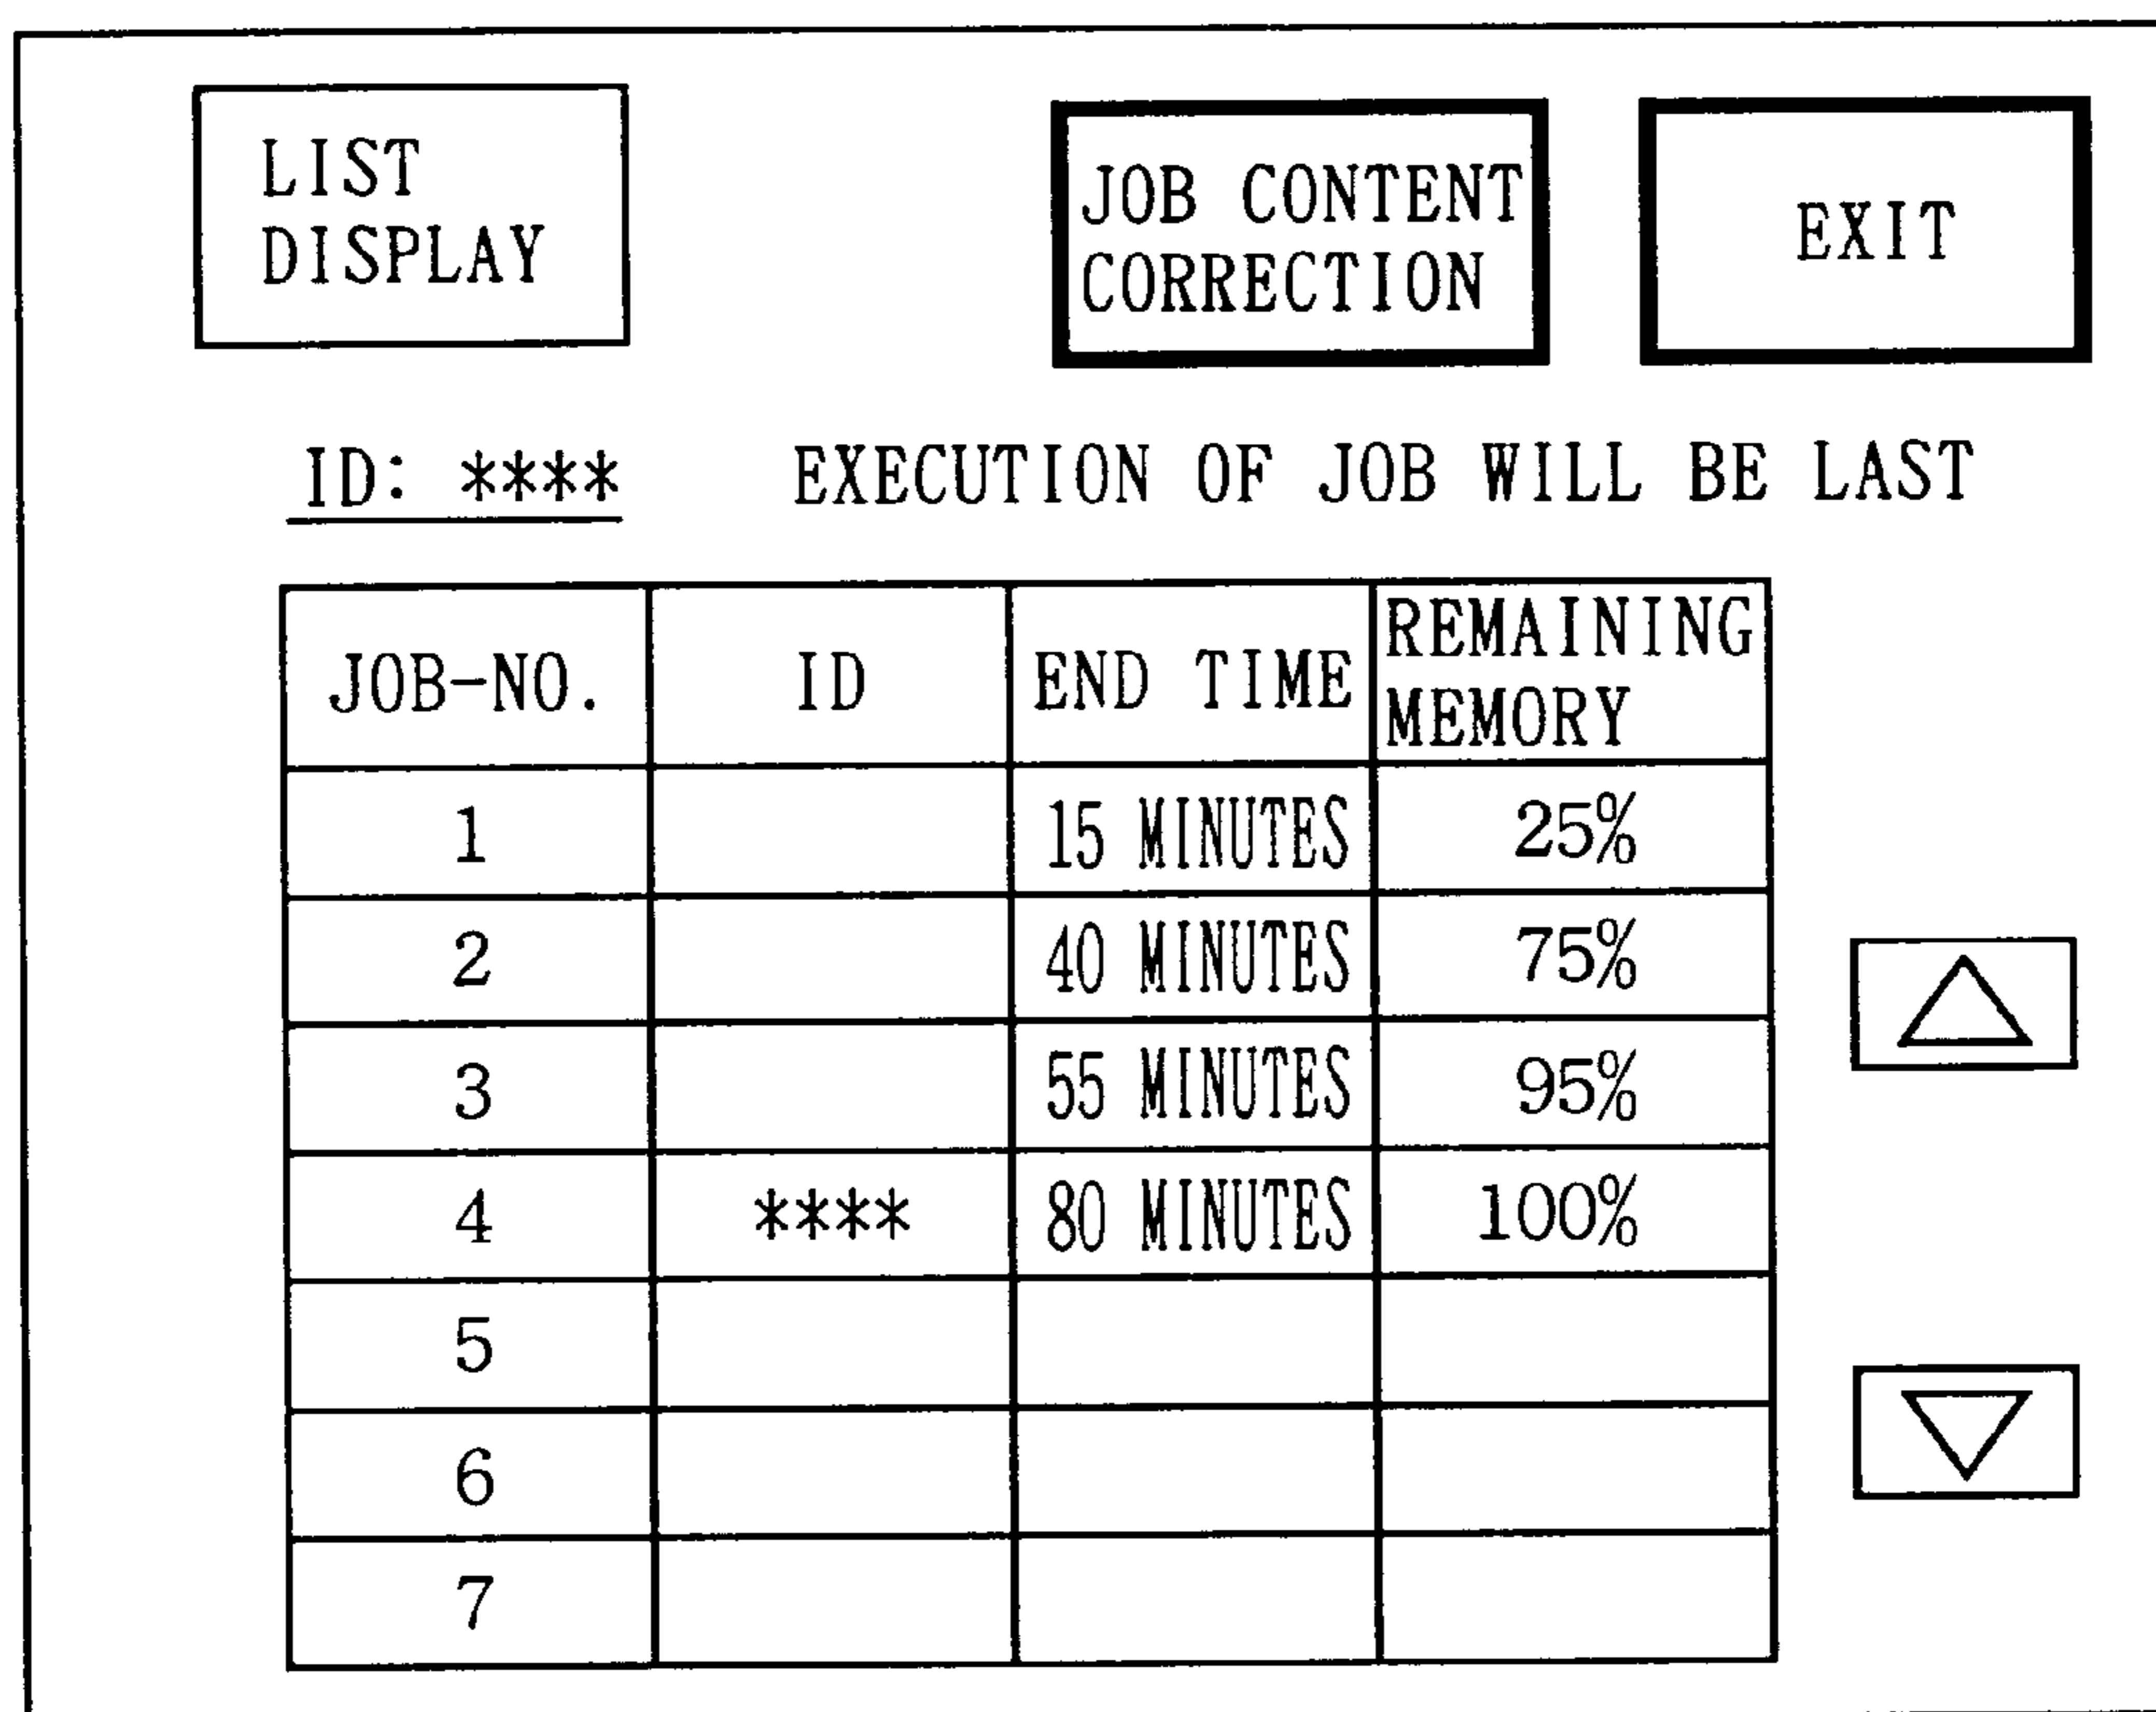 LIST
DISPLAY
JOB CONTENT
CORRECTION
EXIT
ID: **** EXECUTION OF JOB WILL BE LAST
JOB-NO. ID END TIME REMAINING MEMORY
1 15 MINUTES 25%
2 40 MINUTES 75%
3 55 MINUTES 95%
4 **** 80 MINUTES 100%
5
6
7